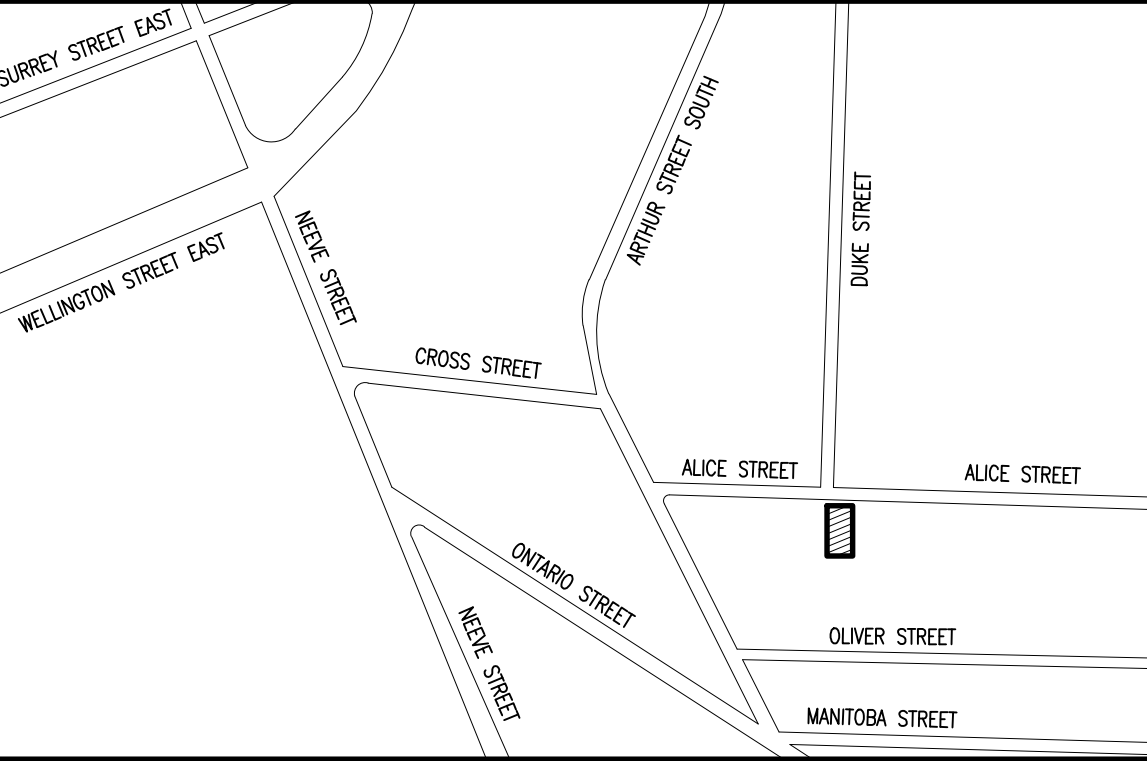 SURREY STREET EAST
ARTHUR STREET SOUTH
DUKE STREET
WELLINGTON STREET EAST
NEEVE STREET
CROSS STREET
ALICE STREET
ALICE STREET
ONTARIO STREET
NEEVE STREET
OLIVER STREET
MANITOBA STREET